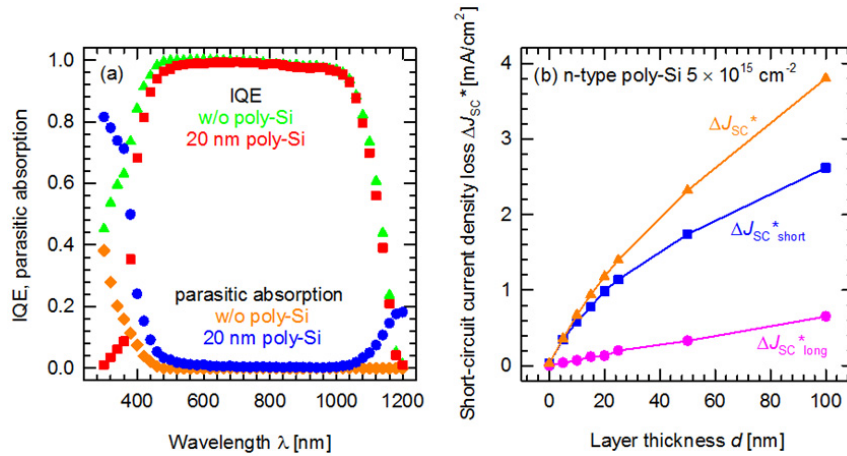 (a)
IQE
w/o poly-Si
20 nm poly-Si
parasitic absorption
w/o poly-Si
20 nm poly-Si
IQE, parasitic absorption
1.0
0.8
0.6
0.4
0.2
0.0
400
600
800
1000
1200
Wavelength λ [nm]
(b) n-type poly-Si 5 × 10¹⁵ cm⁻²
ΔJSC*
ΔJSC*short
ΔJSC*long
Short-circuit current density loss ΔJSC* [mA/cm²]
4
3
2
1
0
0
20
40
60
80
100
Layer thickness d [nm]